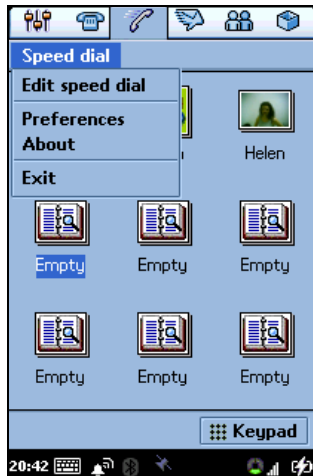 Speed dial
Edit speed dial
Preferences
About
Exit
Helen
Empty Empty Empty
Empty Empty Empty
Keypad
20:42